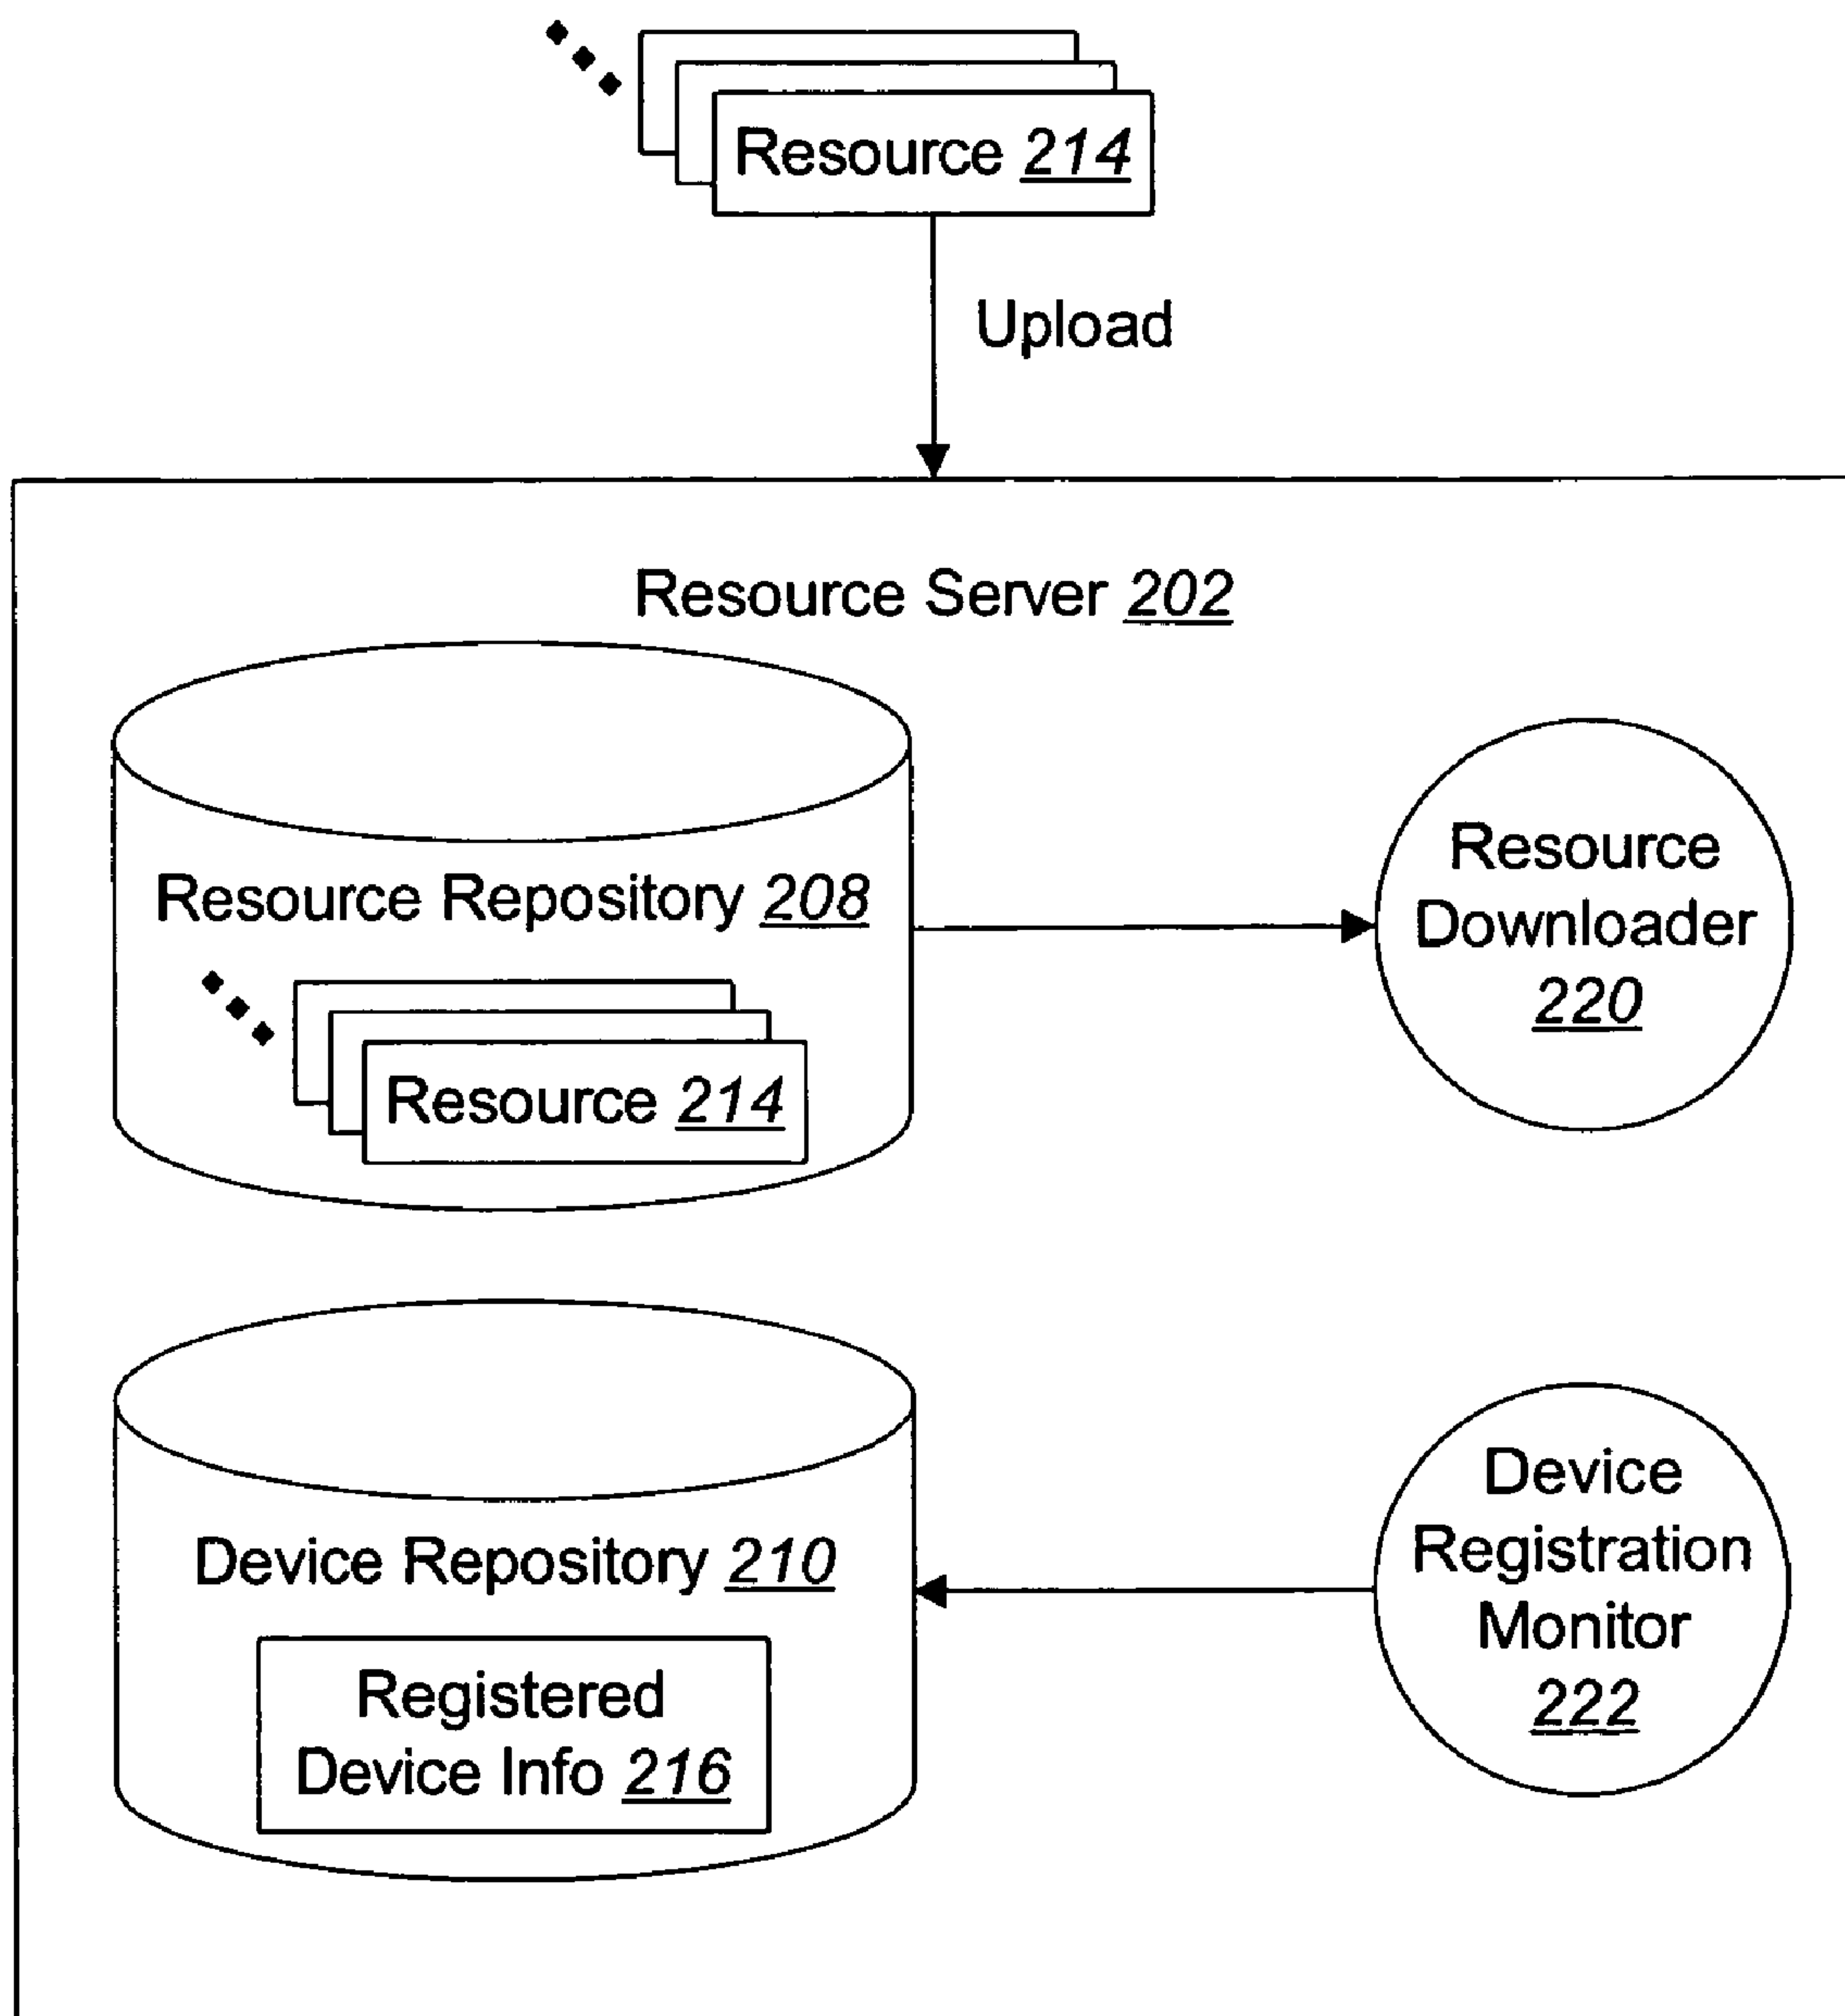 Resource 214
Upload
Resource Server 202
Resource Repository 208
Resource 214
Resource
Downloader
220
Device Repository 210
Registered
Device Info 216
Device
Registration
Monitor
222